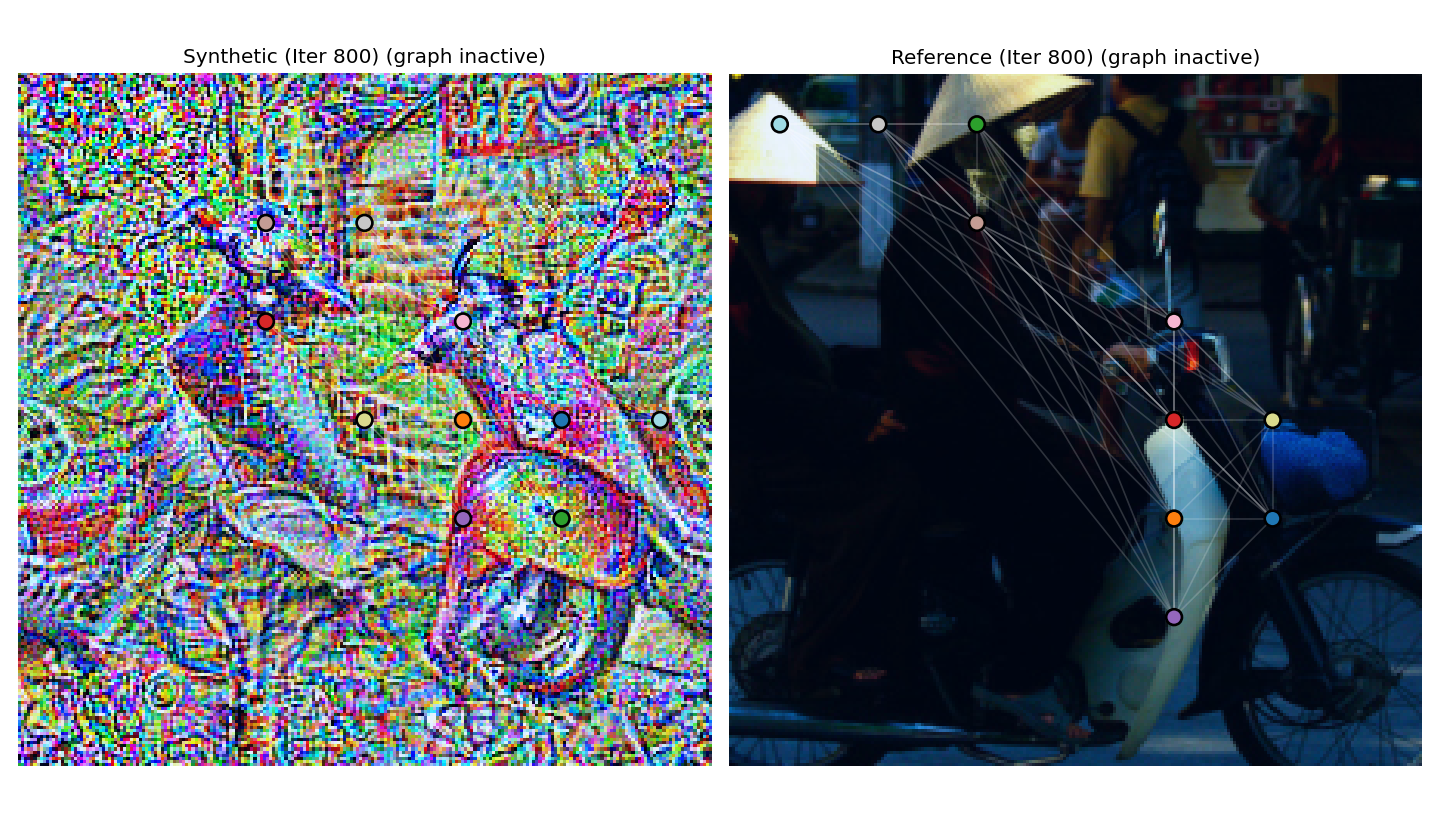 Synthetic (Iter 800) (graph inactive)
Reference (Iter 800) (graph inactive)